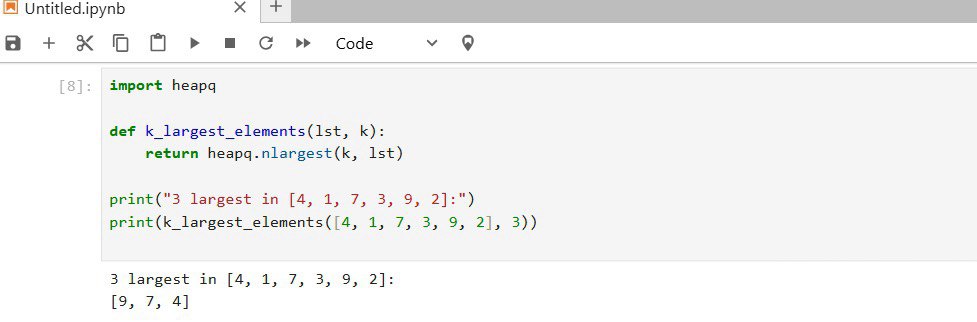 Untitled.ipynb
Code
[8]:
import heapq
def k_largest_elements(lst, k):
    return heapq.nlargest(k, lst)
print("3 largest in [4, 1, 7, 3, 9, 2]:")
print(k_largest_elements([4, 1, 7, 3, 9, 2], 3))
3 largest in [4, 1, 7, 3, 9, 2]:
[9, 7, 4]